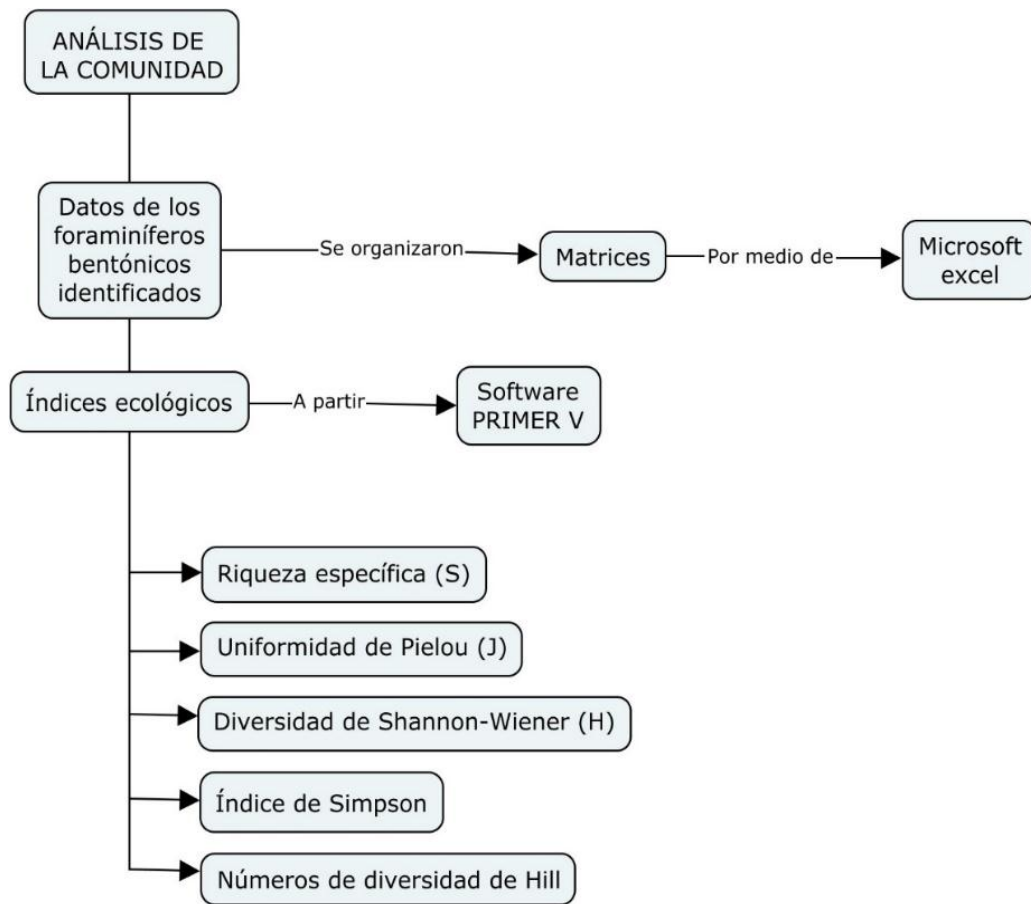 ANÁLISIS DE
LA COMUNIDAD
Datos de los
foraminíferos
bentónicos
identificados
Se organizaron
Matrices
Por medio de
Microsoft
excel
Índices ecológicos
A partir
Software
PRIMER V
Riqueza específica (S)
Uniformidad de Pielou (J)
Diversidad de Shannon-Wiener (H)
Índice de Simpson
Números de diversidad de Hill